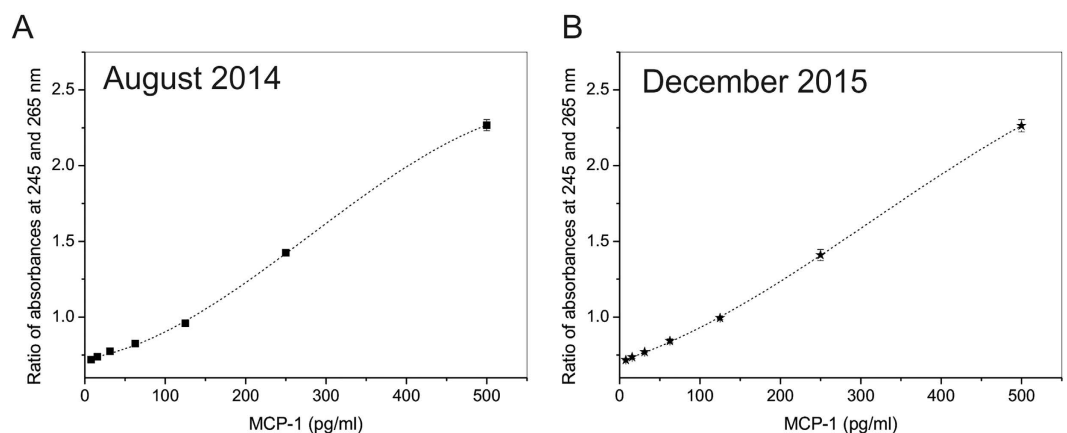 A
August 2014
Ratio of absorbances at 245 and 265 nm
2.5
2.0
1.5
1.0
0 100 200 300 400 500
MCP-1 (pg/ml)
B
December 2015
Ratio of absorbances at 245 and 265 nm
2.5
2.0
1.5
1.0
0 100 200 300 400 500
MCP-1 (pg/ml)